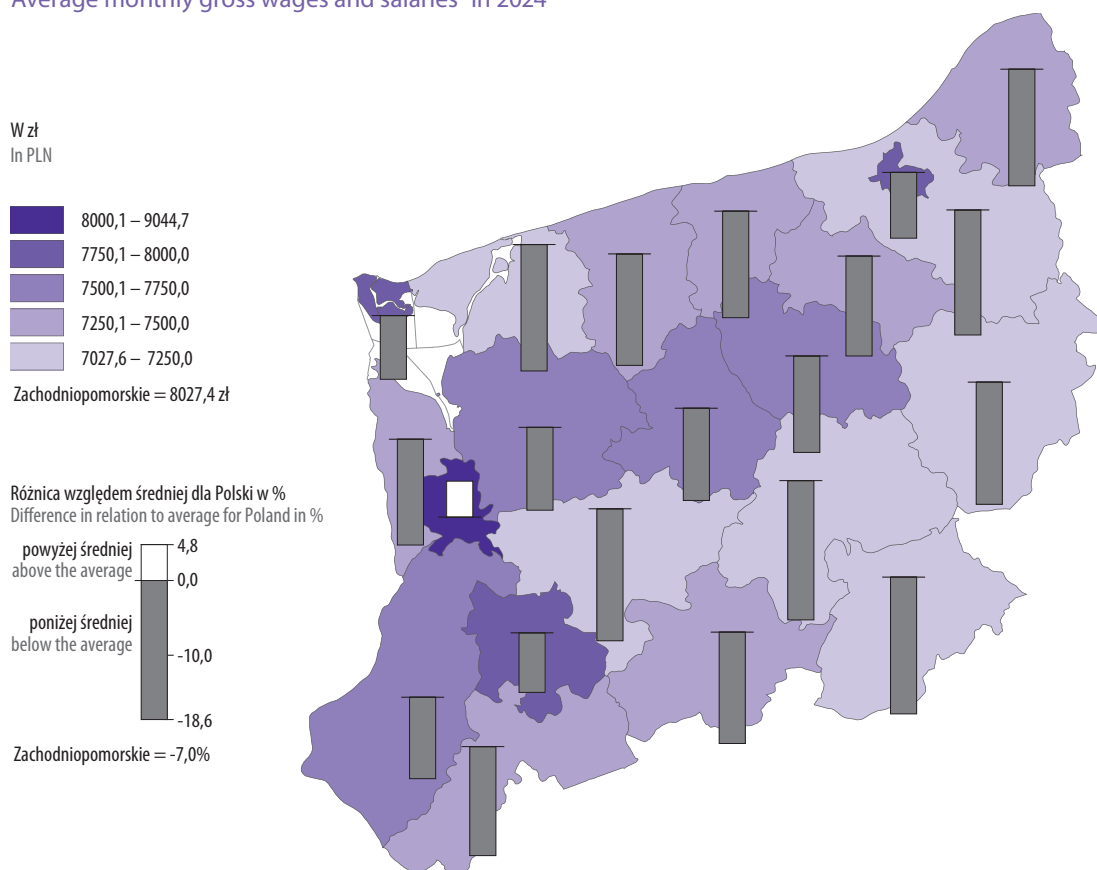 Average monthly gross wages and salaries in 2024
W zł
In PLN
8000,1 – 9044,7
7750,1 – 8000,0
7500,1 – 7750,0
7250,1 – 7500,0
7027,6 – 7250,0
Zachodniopomorskie = 8027,4 zł
Różnica względem średniej dla Polski w %
Difference in relation to average for Poland in %
powyżej średniej
above the average
4,8
0,0
poniżej średniej
below the average
-10,0
-18,6
Zachodniopomorskie = -7,0%